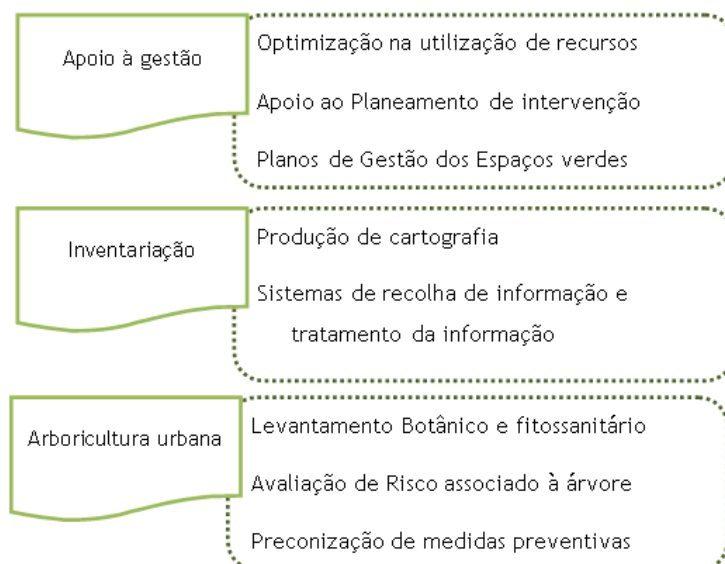 Apoio à gestão
Optimização na utilização de recursos
Apoio ao Planeamento de intervenção
Planos de Gestão dos Espaços verdes
Inventariação
Produção de cartografia
Sistemas de recolha de informação e
tratamento da informação
Arboricultura urbana
Levantamento Botânico e fitossanitário
Avaliação de Risco associado à árvore
Preconização de medidas preventivas